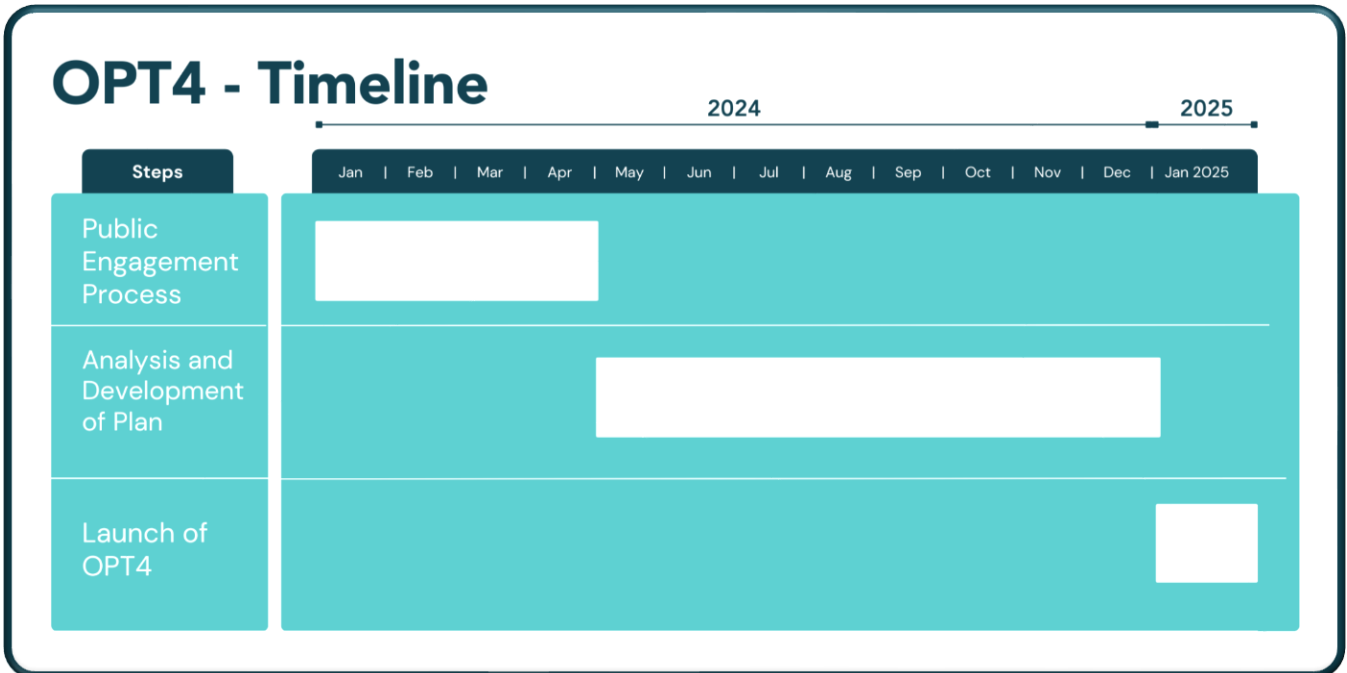 OPT4 - Timeline
2024
2025
Steps
Jan | Feb | Mar | Apr | May | Jun | Jul | Aug | Sep | Oct | Nov | Dec | Jan 2025
Public
Engagement
Process
Analysis and
Development
of Plan
Launch of
OPT4